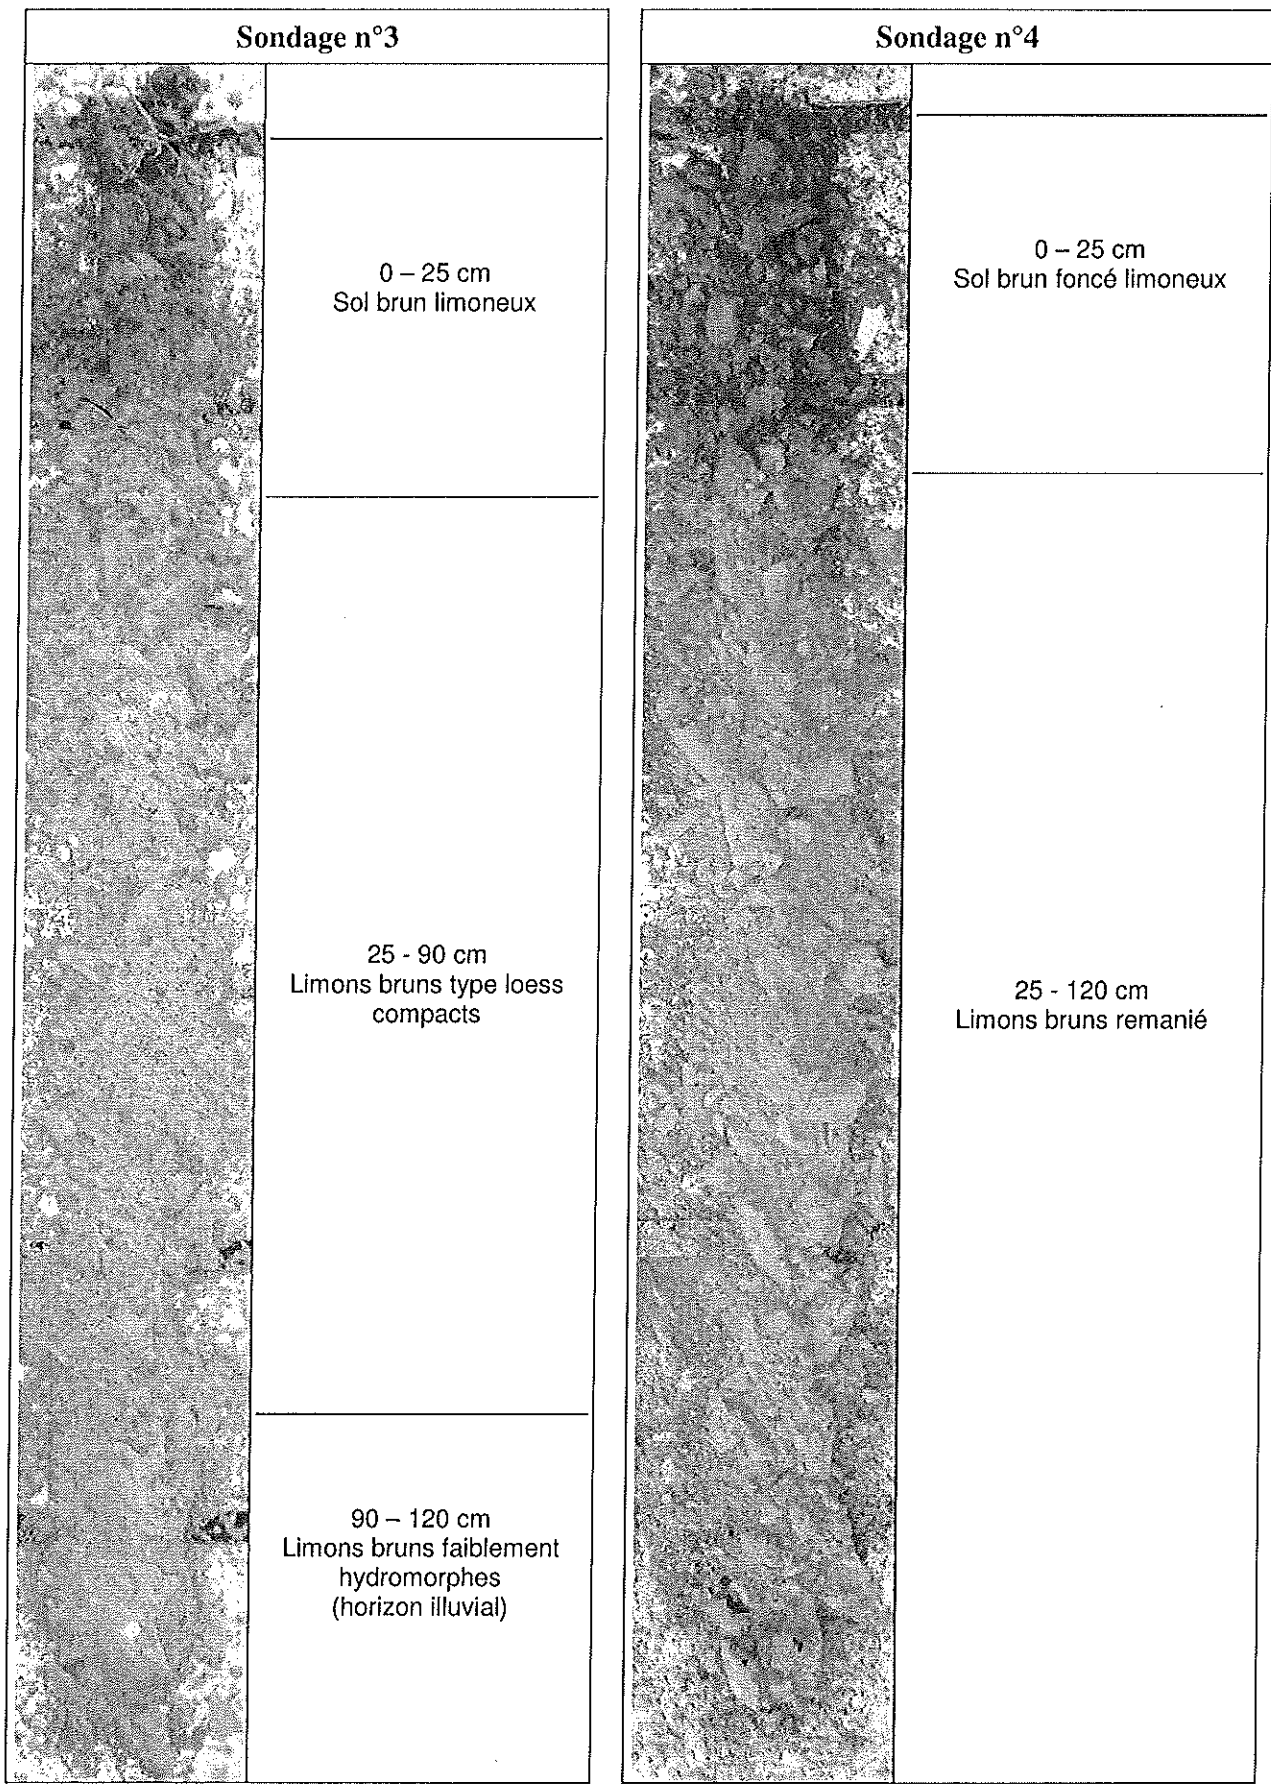 Sondage n°3
0 – 25 cm
Sol brun limoneux
25 - 90 cm
Limons bruns type loess
compacts
90 – 120 cm
Limons bruns faiblement
hydromorphes
(horizon illuvial)
Sondage n°4
0 – 25 cm
Sol brun foncé limoneux
25 - 120 cm
Limons bruns remanié